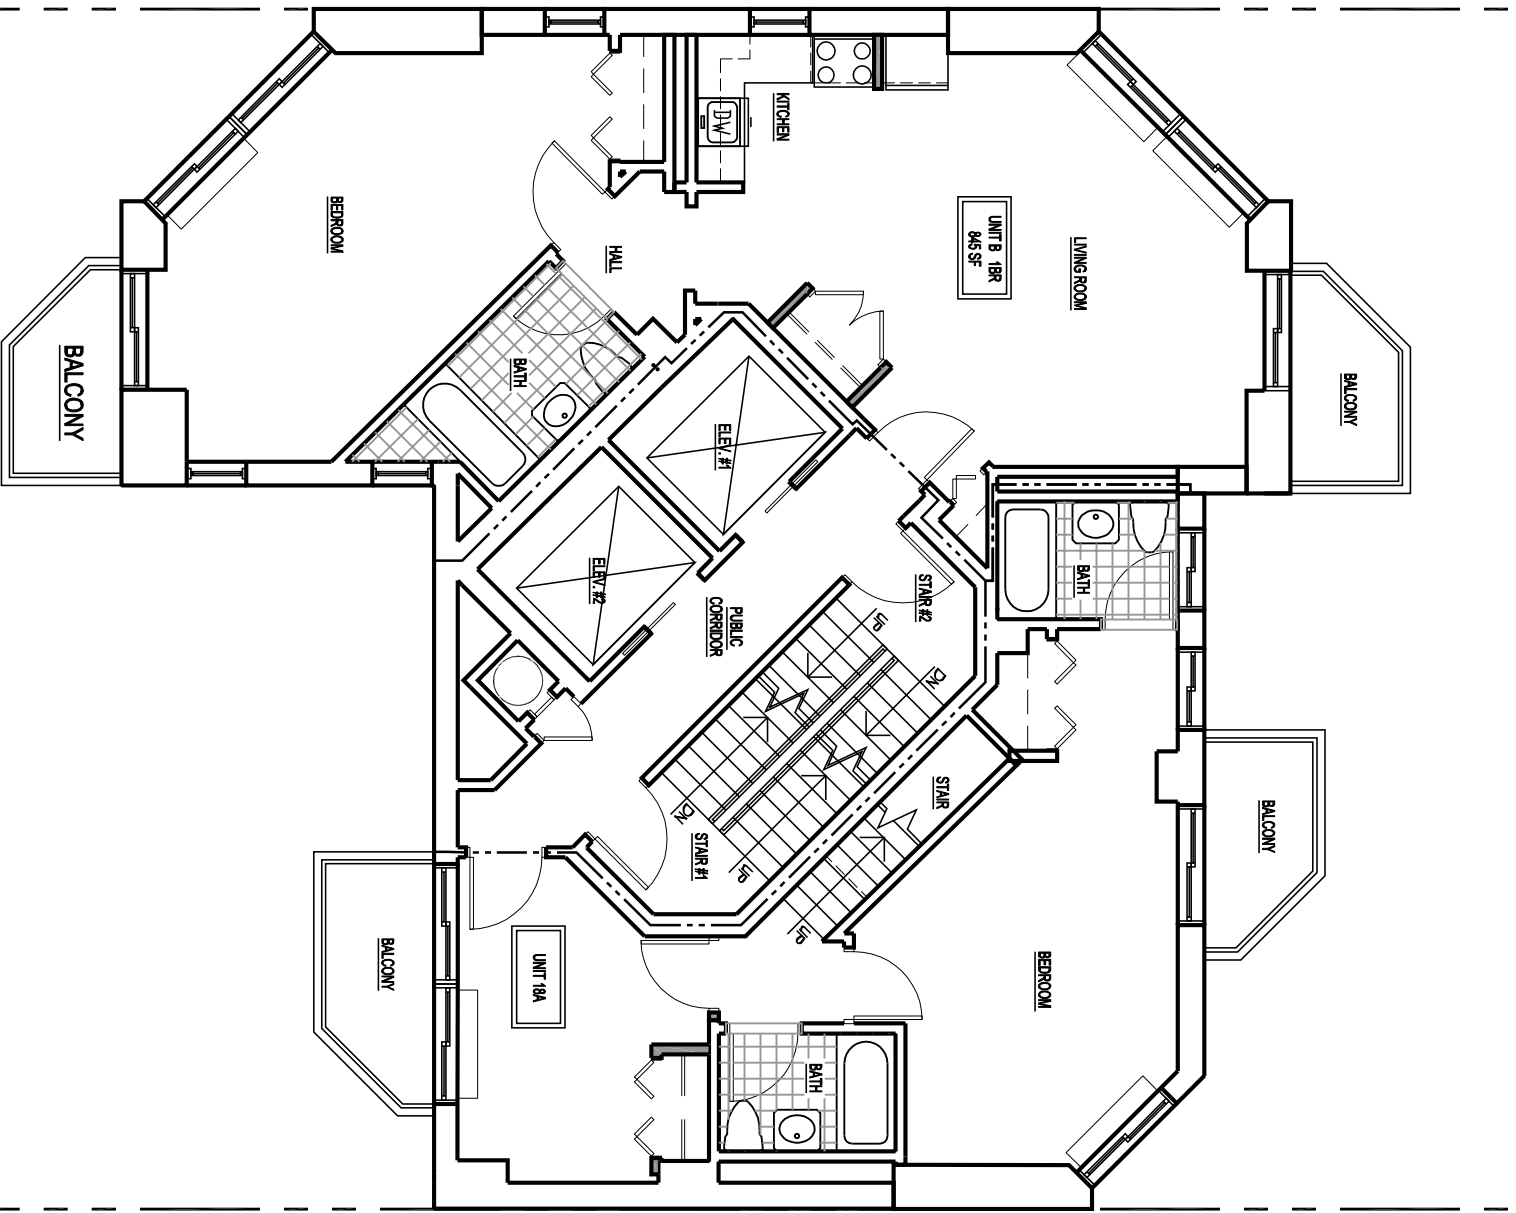 KITCHEN
DW
BEDROOM
HALL
UNIT B 1BR
845 SF
LIVING ROOM
BALCONY
BALCONY
BATH
ELEV. #1
ELEV. #2
PUBLIC
CORRIDOR
STAIR #2
UP
DN
BATH
STAIR
DN
STAIR #1
UP
UP
BALCONY
BALCONY
UNIT 18A
BEDROOM
BATH